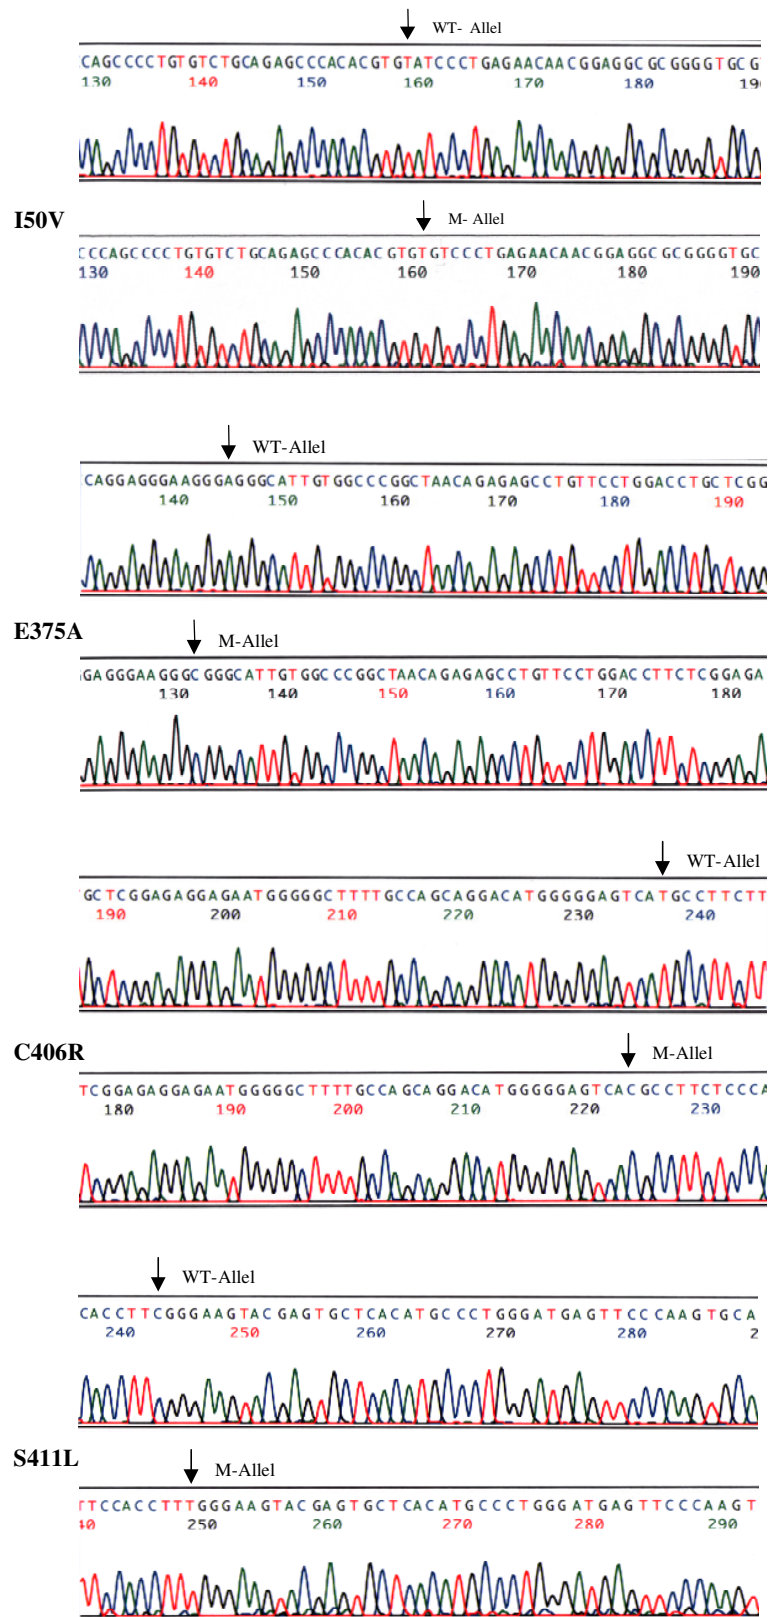 WT- Allel
CAGCCCCTGTGTCTGCAGAGCCCACACGTGTATCCCTGAGAACAACGGAGGCGCGGGGTGCG
130 140 150 160 170 180 190
I50V
M- Allel
CCCAGCCCCTGTGTCTGCAGAGCCCACACGTGTGTCCCTGAGAACAACGGAGGCGCGGGGTGC
130 140 150 160 170 180 190
WT-Allel
CAGGAGGGAAGGGAGGGCATTGTGGCCCGGCTAACAGAGAGCCTGTTCCTGGACCTGCTCGG
140 150 160 170 180 190
E375A
M-Allel
GAGGGAAGGGCGGGCATTGTGGCCCGGCTAACAGAGAGCCTGTTCCTGGACCTTCTCGGAGA
130 140 150 160 170 180
WT-Allel
GCTCGGAGAGGAGAATGGGGGCTTTTGCCAGCAGGACATGGGGGAGTCATGCCTTCTT
190 200 210 220 230 240
C406R
M-Allel
TCGGAGAGGAGAATGGGGGCTTTTGCCAGCAGGACATGGGGGAGTCACGCCTTCTCCCA
180 190 200 210 220 230
WT-Allel
CACCTTCGGGAAGTACGAGTGCTCACATGCCCTGGGATGAGTTCCCAAGTGCA
240 250 260 270 280 2
S411L
M-Allel
TTCCACCTTTGGGAAGTACGAGTGCTCACATGCCCTGGGATGAGTTCCCAAGT
40 250 260 270 280 290